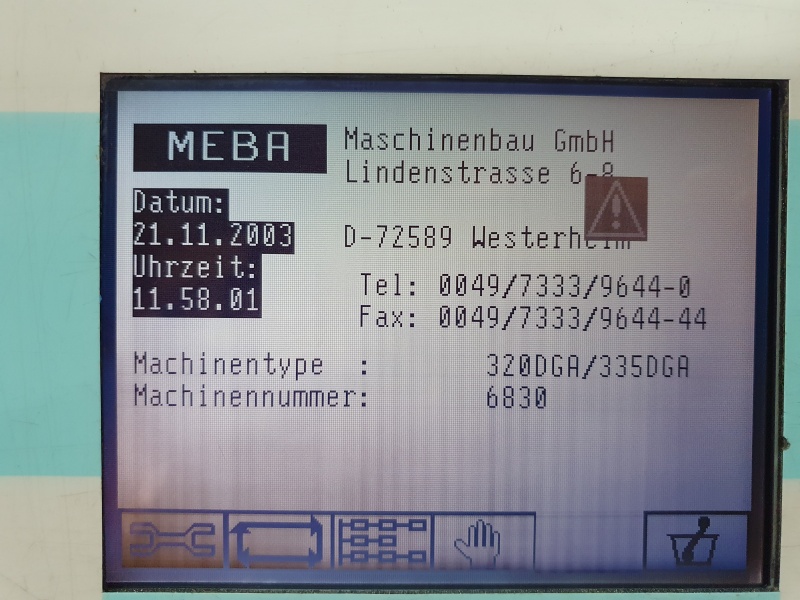 MEBA
Maschinenbau GmbH
Lindenstrasse 6-8
D-72589 Westerheim
Datum:
21.11.2003
Uhrzeit:
11.58.01
Tel: 0049/7333/9644-0
Fax: 0049/7333/9644-44
Machinentype : 320DGA/335DGA
Machinennummer: 6830